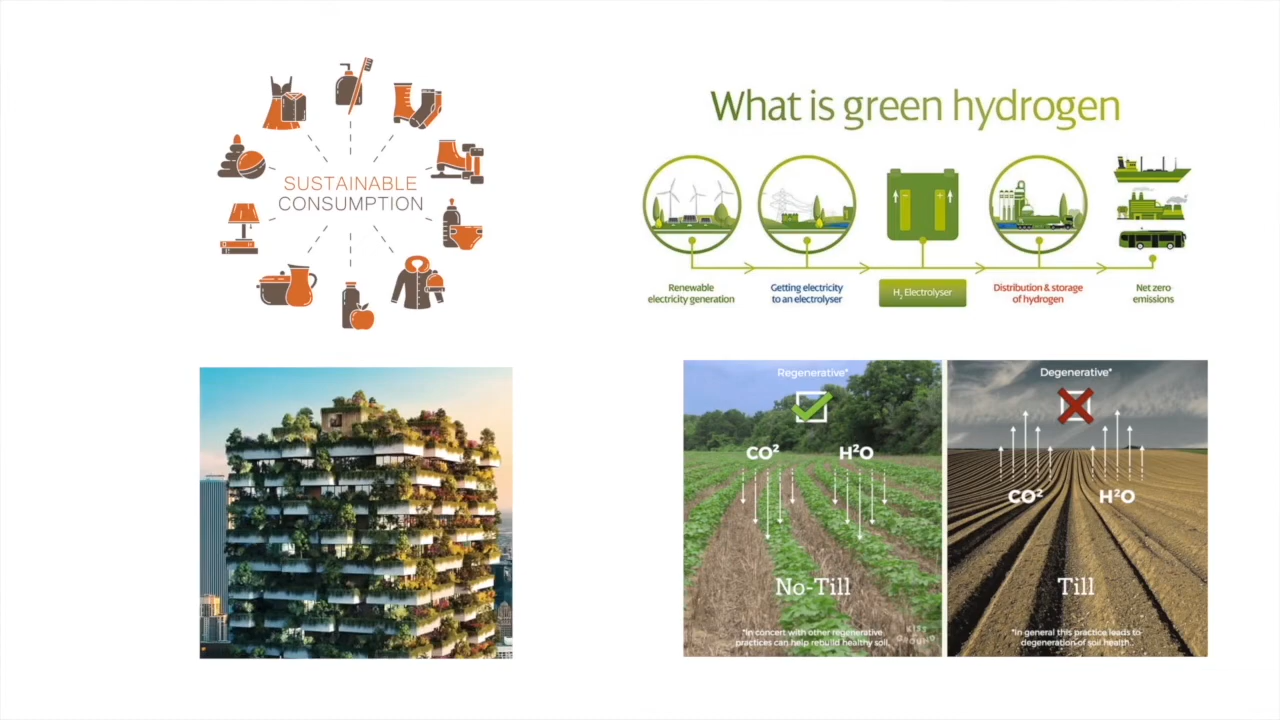 SUSTAINABLE
CONSUMPTION
What is green hydrogen
Renewable
electricity generation
Getting electricity
to an electrolyser
H₂ Electrolyser
Distribution & storage
of hydrogen
Net zero
emissions
Regenerative*
CO²
H²O
No-Till
*In concert with other regenerative
practices can help rebuild healthy soil.
KISS
GROUND
Degenerative*
CO²
H²O
Till
*In general this practice leads to
degeneration of soil health.